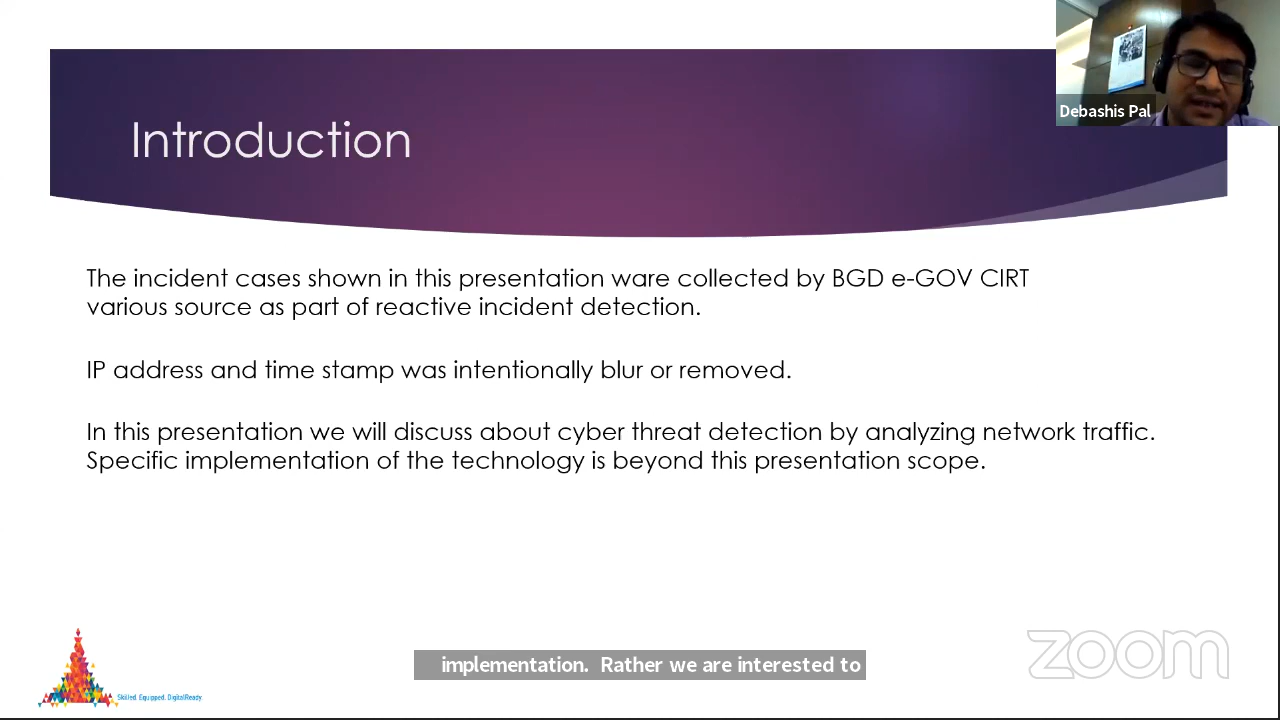 Debashis Pal
Introduction
The incident cases shown in this presentation ware collected by BGD e-GOV CIRT
various source as part of reactive incident detection.
IP address and time stamp was intentionally blur or removed.
In this presentation we will discuss about cyber threat detection by analyzing network traffic.
Specific implementation of the technology is beyond this presentation scope.
Skilled. Equipped. DigitalReady.
implementation. Rather we are interested to
zoom